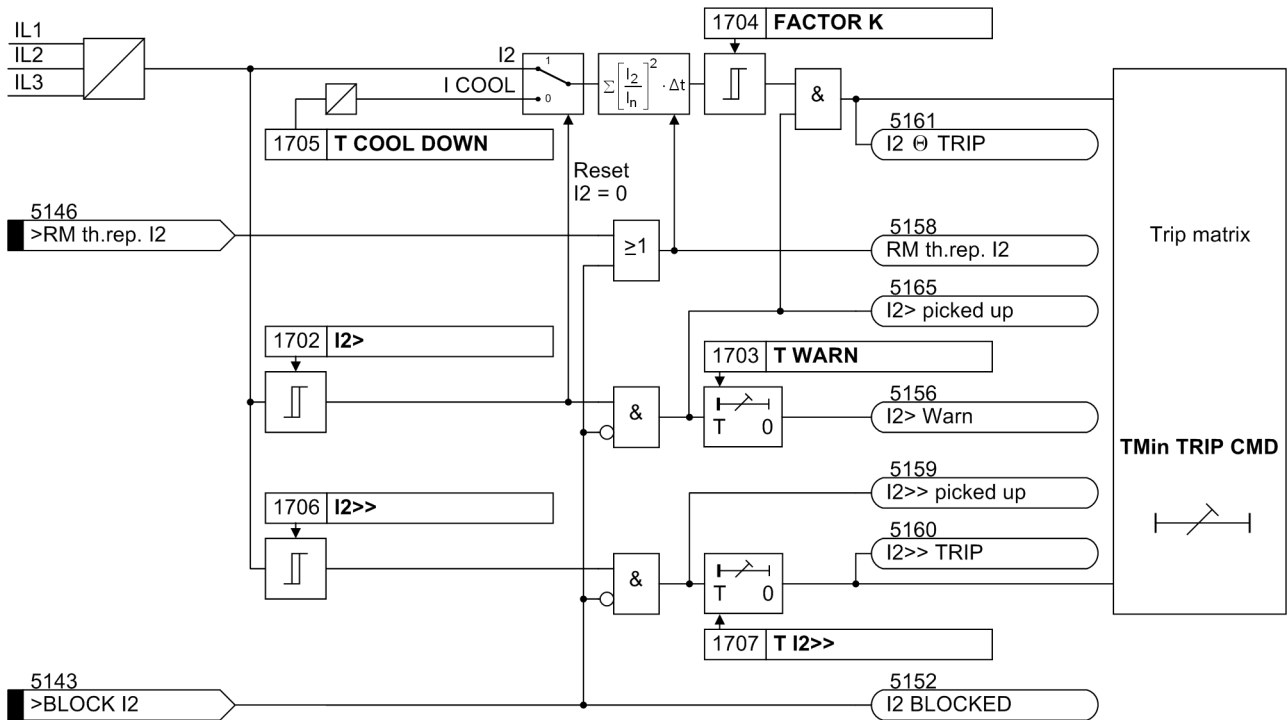 IL1
IL2
IL3
1704 FACTOR K
I2
I COOL
1
0
Σ[I2/In]² · Δt
&
1705 T COOL DOWN
5161
I2 Θ TRIP
Reset
I2 = 0
5146
>RM th.rep. I2
≥1
5158
RM th.rep. I2
Trip matrix
5165
I2> picked up
1702 I2>
1703 T WARN
&
T 0
5156
I2> Warn
TMin TRIP CMD
5159
I2>> picked up
1706 I2>>
5160
I2>> TRIP
&
T 0
1707 T I2>>
5143
>BLOCK I2
5152
I2 BLOCKED